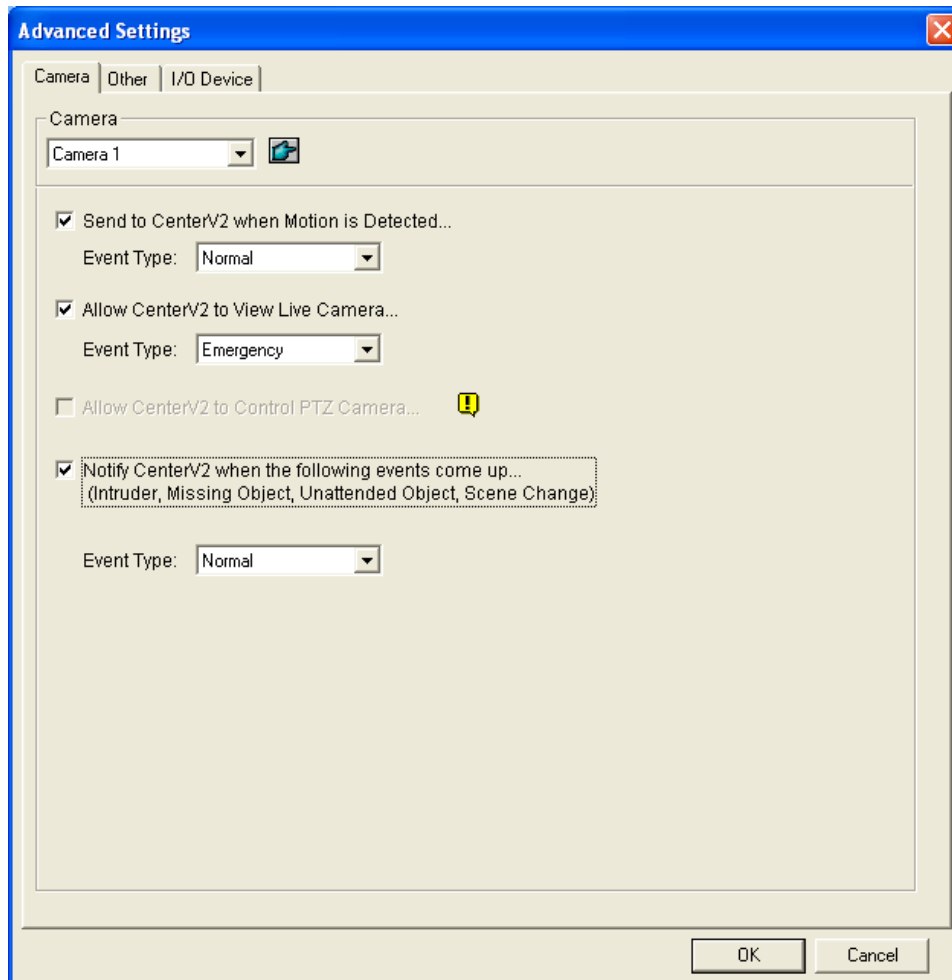 Advanced Settings
Camera
Other
I/O Device
Camera
Camera 1
Send to CenterV2 when Motion is Detected...
Event Type:
Normal
Allow CenterV2 to View Live Camera...
Event Type:
Emergency
Allow CenterV2 to Control PTZ Camera...
Notify CenterV2 when the following events come up...
(Intruder, Missing Object, Unattended Object, Scene Change)
Event Type:
Normal
OK
Cancel